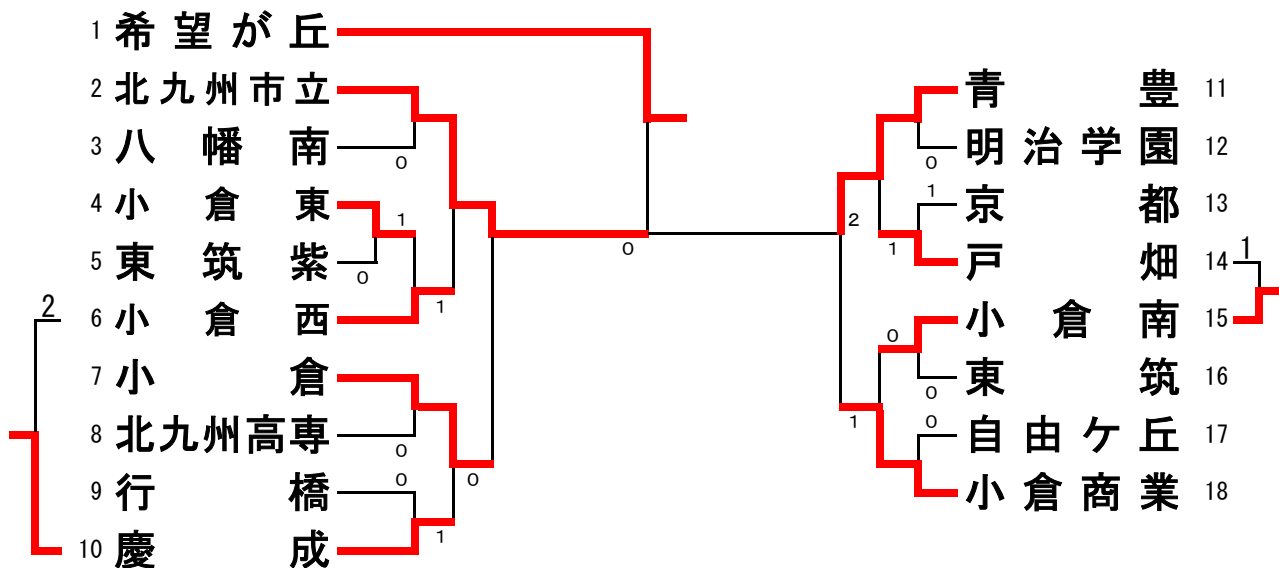 1 希望が丘
2 北九州市立
3 八幡南
0
4 小倉東
1
5 東筑紫
0
2
6 小倉西
1
7 小倉
8 北九州高専
0
9 行橋
0
0
10 慶成
1
0
青豊 11
明治学園 12
0
京都 13
1
2
戸畑 14
1
1
小倉南 15
0
東筑 16
0
自由ケ丘 17
0
1
小倉商業 18